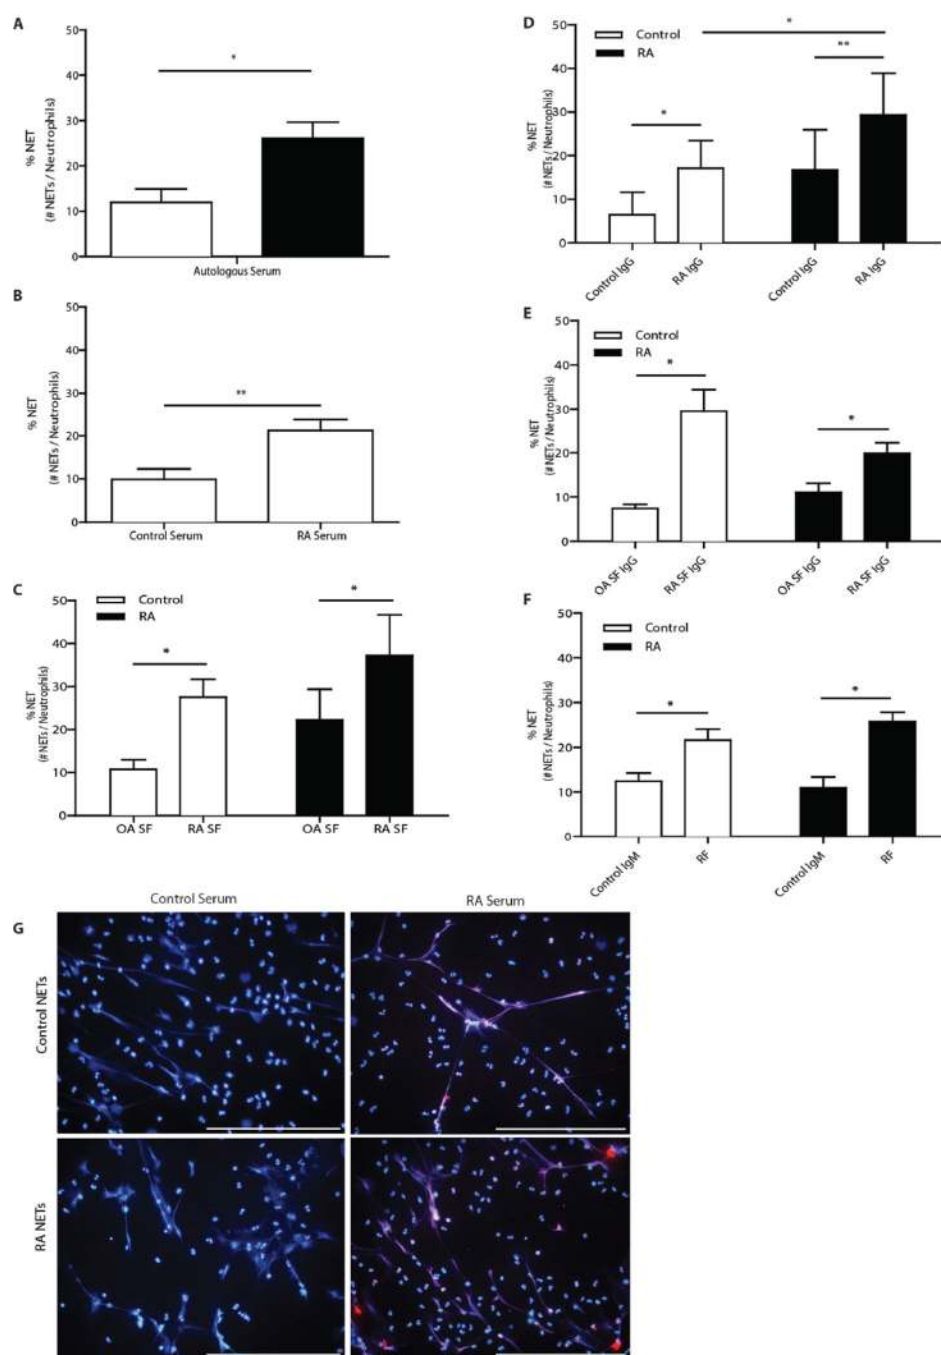 A
50
40
30
20
10
0
% NET
(# NETs / Neutrophils)
*
Autologous Serum
B
50
40
30
20
10
0
% NET
(# NETs / Neutrophils)
**
Control Serum RA Serum
C
50
40
30
20
10
0
% NET
(# NETs / Neutrophils)
Control
RA
*
*
OA SF RA SF OA SF RA SF
D
50
40
30
20
10
0
% NET
(# NETs / Neutrophils)
Control
RA
*
**
*
Control IgG RA IgG Control IgG RA IgG
E
50
40
30
20
10
0
% NET
(# NETs / Neutrophils)
Control
RA
*
*
OA SF IgG RA SF IgG OA SF IgG RA SF IgG
F
50
40
30
20
10
0
% NET
(# NETs / Neutrophils)
Control
RA
*
*
Control IgM RF Control IgM RF
G
Control Serum RA Serum
Control NETs
RA NETs